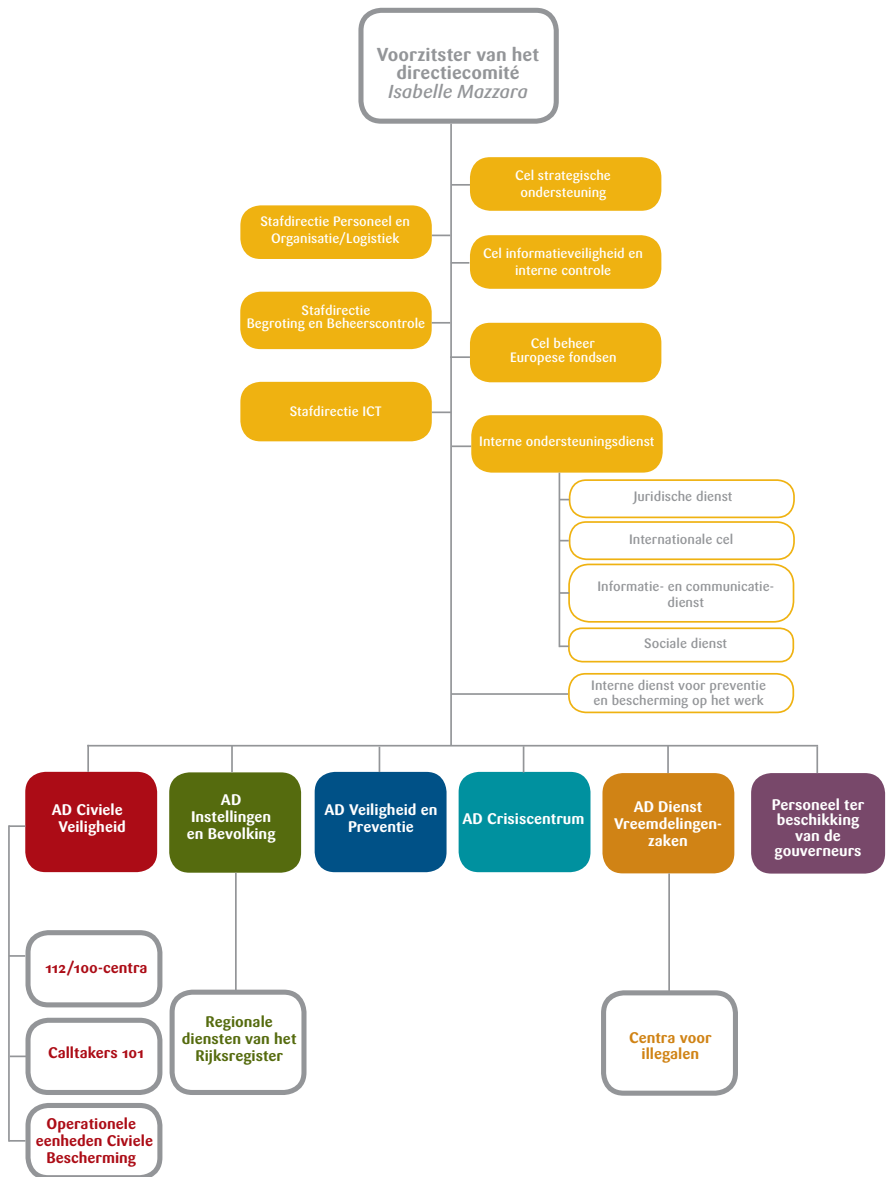 Voorzitster van het
directiecomité
Isabelle Mazzara
Cel strategische
ondersteuning
Stafdirectie Personeel en
Organisatie/Logistiek
Cel informatieveiligheid en
interne controle
Stafdirectie
Begroting en Beheerscontrole
Cel beheer
Europese fondsen
Stafdirectie ICT
Interne ondersteuningsdienst
Juridische dienst
Internationale cel
Informatie- en communicatie-
dienst
Sociale dienst
Interne dienst voor preventie
en bescherming op het werk
AD Civiele
Veiligheid
AD
Instellingen
en Bevolking
AD Veiligheid en
Preventie
AD Crisiscentrum
AD Dienst
Vreemdelingen-
zaken
Personeel ter
beschikking
van de
gouverneurs
112/100-centra
Calltakers 101
Operationele
eenheden Civiele
Bescherming
Regionale
diensten van het
Rijksregister
Centra voor
illegalen